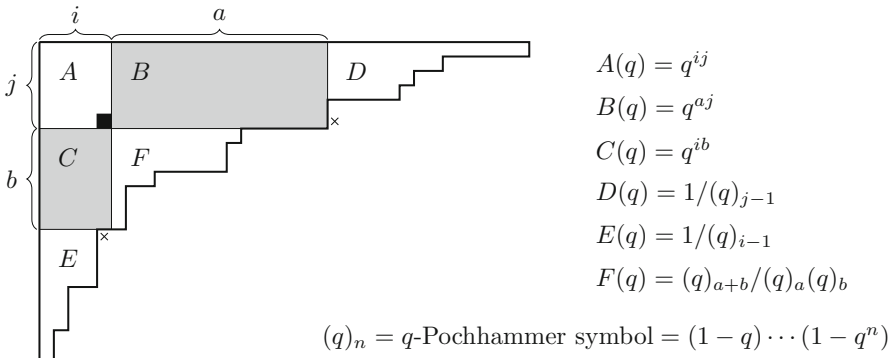 i a
j A B D
×
C F
b
×
E
A(q) = q^{ij}
B(q) = q^{aj}
C(q) = q^{ib}
D(q) = 1/(q)_{j−1}
E(q) = 1/(q)_{i−1}
F(q) = (q)_{a+b}/(q)_a(q)_b
(q)_n = q-Pochhammer symbol = (1 − q) ⋯ (1 − q^n)